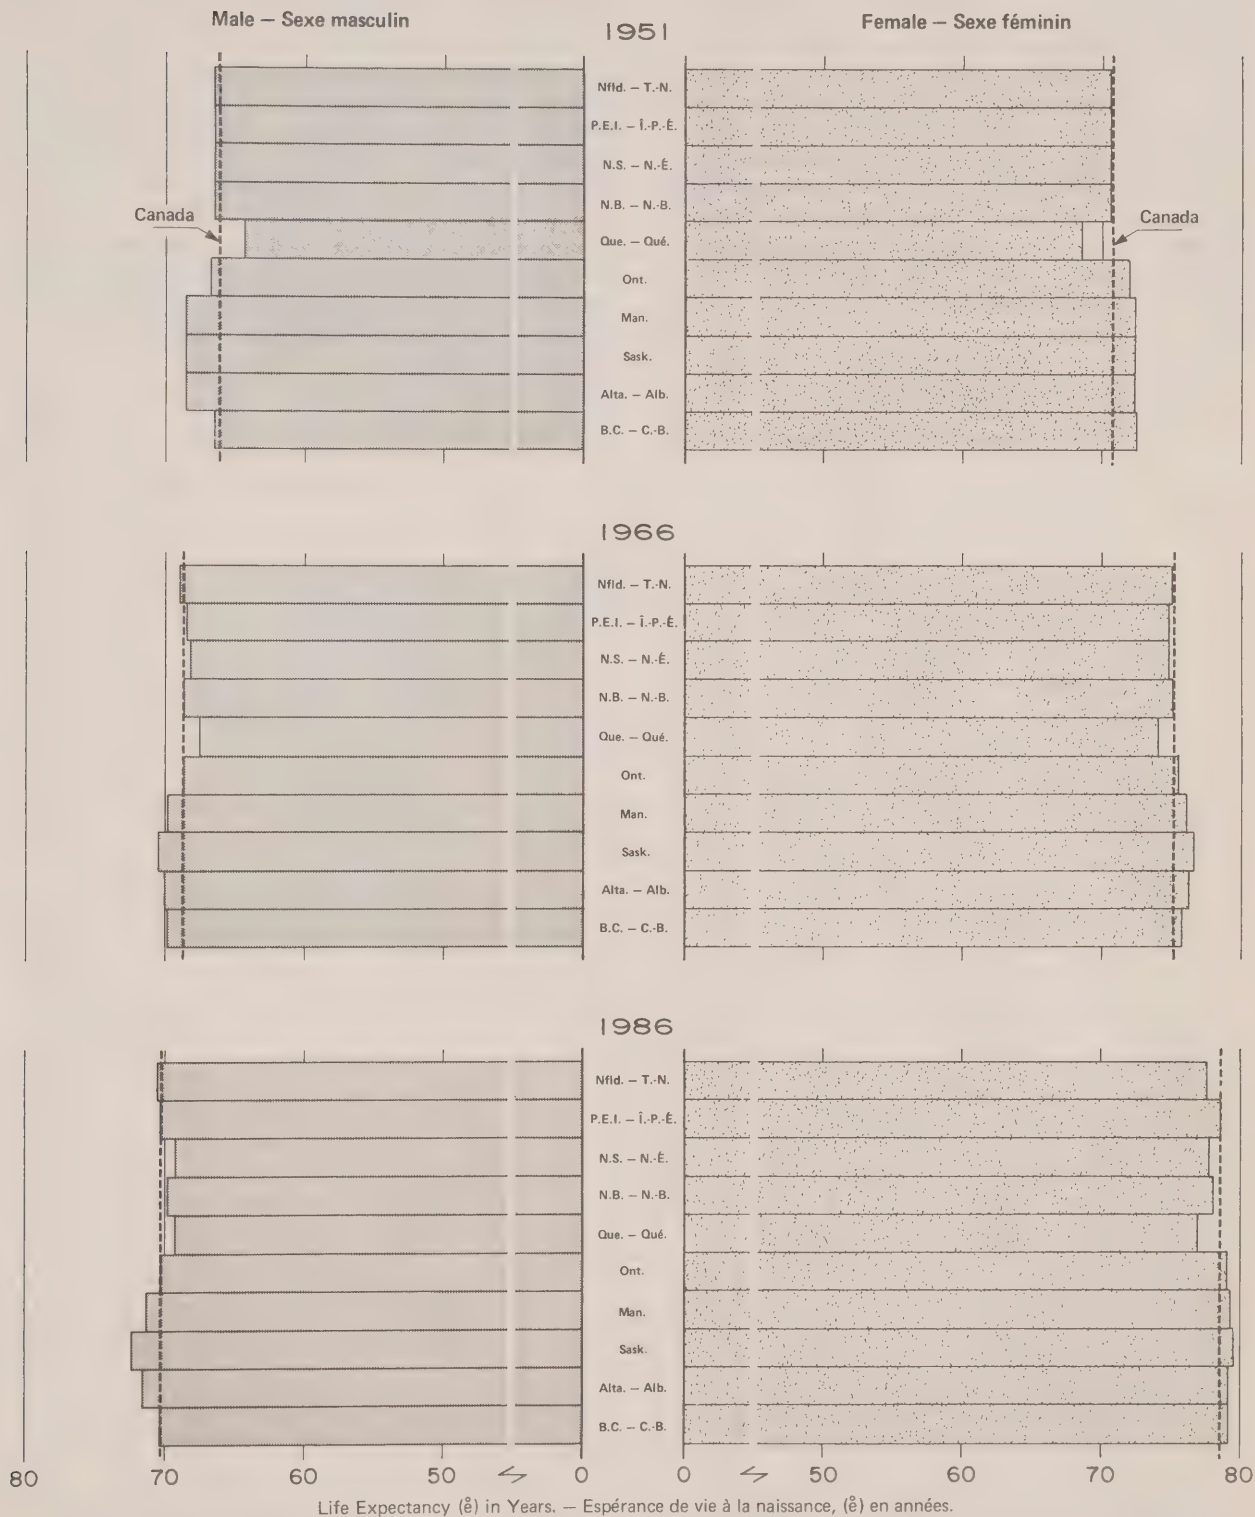 Male — Sexe masculin
Female — Sexe féminin
1951
Nfld. — T.-N.
P.E.I. — Î.-P.-É.
N.S. — N.-É.
N.B. — N.-B.
Canada
Canada
Que. — Qué.
Ont.
Man.
Sask.
Alta. — Alb.
B.C. — C.-B.
1966
Nfld. — T.-N.
P.E.I. — Î.-P.-É.
N.S. — N.-É.
N.B. — N.-B.
Que. — Qué.
Ont.
Man.
Sask.
Alta. — Alb.
B.C. — C.-B.
1986
Nfld. — T.-N.
P.E.I. — Î.-P.-É.
N.S. — N.-É.
N.B. — N.-B.
Que. — Qué.
Ont.
Man.
Sask.
Alta. — Alb.
B.C. — C.-B.
80 70 60 50 0 0 50 60 70 80
Life Expectancy (e̊) in Years. — Espérance de vie à la naissance, (e̊) en années.